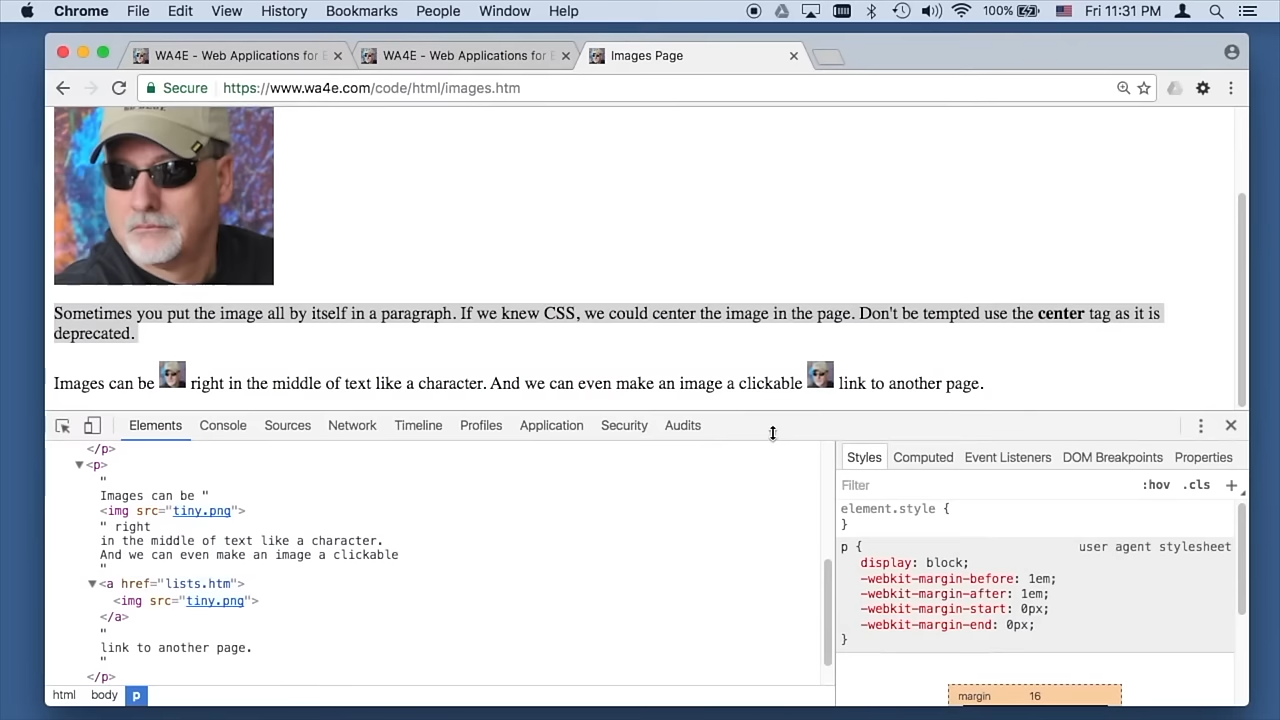 Chrome File Edit View History Bookmarks People Window Help 100% Fri 11:31 PM
WA4E - Web Applications for E WA4E - Web Applications for E Images Page
Secure https://www.wa4e.com/code/html/images.htm
Sometimes you put the image all by itself in a paragraph. If we knew CSS, we could center the image in the page. Don't be tempted use the center tag as it is
deprecated.
Images can be right in the middle of text like a character. And we can even make an image a clickable link to another page.
Elements Console Sources Network Timeline Profiles Application Security Audits
</p>
▼<p>
"
Images can be "
<img src="tiny.png">
" right
in the middle of text like a character.
And we can even make an image a clickable
"
▼<a href="lists.htm">
<img src="tiny.png">
</a>
"
link to another page.
"
</p>
html body p
Styles Computed Event Listeners DOM Breakpoints Properties
Filter :hov .cls +
element.style {
}
p { user agent stylesheet
display: block;
-webkit-margin-before: 1em;
-webkit-margin-after: 1em;
-webkit-margin-start: 0px;
-webkit-margin-end: 0px;
}
margin 16